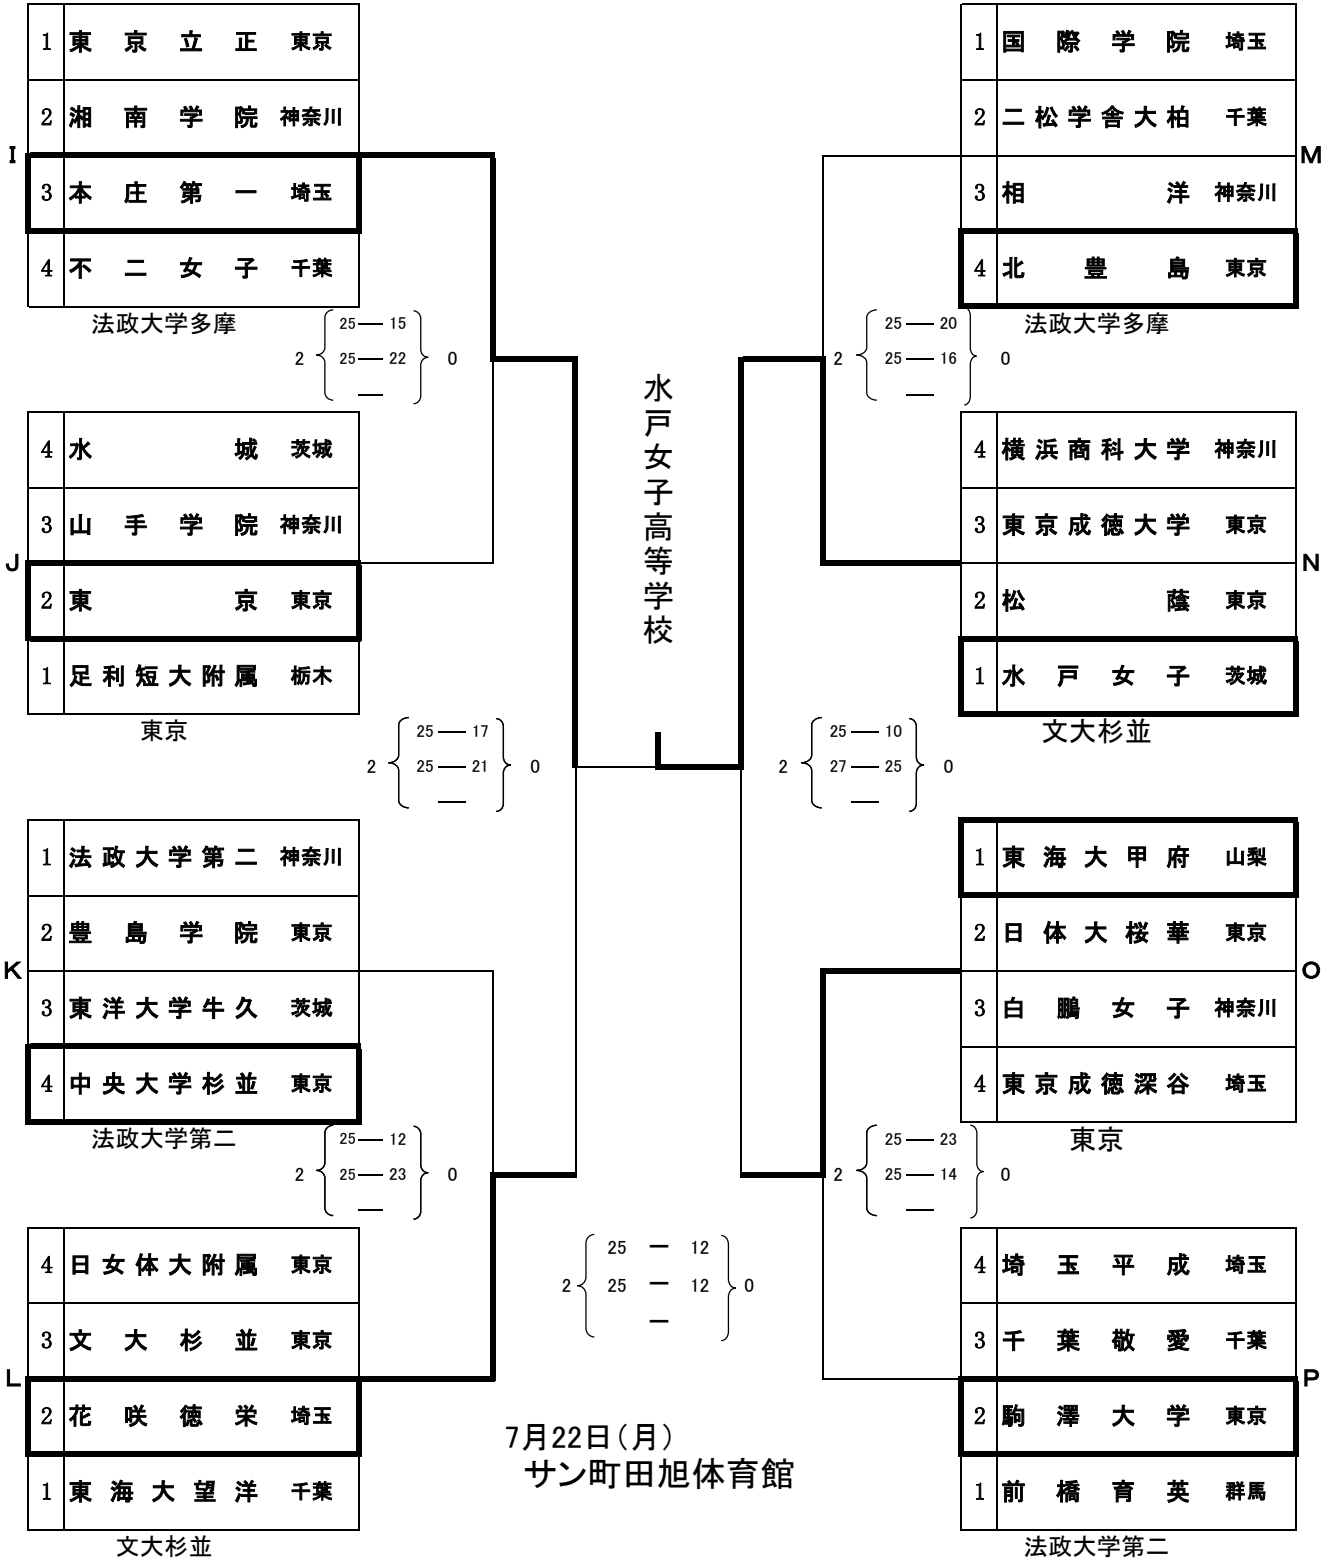 I
1 東京立正 東京
2 湘南学院 神奈川
3 本庄第一 埼玉
4 不二女子 千葉
法政大学多摩
2 25 — 15 0
25 — 22
—
J
4 水城 茨城
3 山手学院 神奈川
2 東京 東京
1 足利短大附属 栃木
東京
2 25 — 17 0
25 — 21
—
K
1 法政大学第二 神奈川
2 豊島学院 東京
3 東洋大学牛久 茨城
4 中央大学杉並 東京
法政大学第二
2 25 — 12 0
25 — 23
—
L
4 日女体大附属 東京
3 文大杉並 東京
2 花咲徳栄 埼玉
1 東海大望洋 千葉
文大杉並
水戸女子高等学校
2 25 — 12 0
25 — 12
—
7月22日(月)
サン町田旭体育館
M
1 国際学院 埼玉
2 二松学舎大柏 千葉
3 相洋 神奈川
4 北豊島 東京
法政大学多摩
2 25 — 20 0
25 — 16
—
N
4 横浜商科大学 神奈川
3 東京成徳大学 東京
2 松蔭 東京
1 水戸女子 茨城
文大杉並
2 25 — 10 0
27 — 25
—
O
1 東海大甲府 山梨
2 日体大桜華 東京
3 白鵬女子 神奈川
4 東京成徳深谷 埼玉
東京
2 25 — 23 0
25 — 14
—
P
4 埼玉平成 埼玉
3 千葉敬愛 千葉
2 駒澤大学 東京
1 前橋育英 群馬
法政大学第二